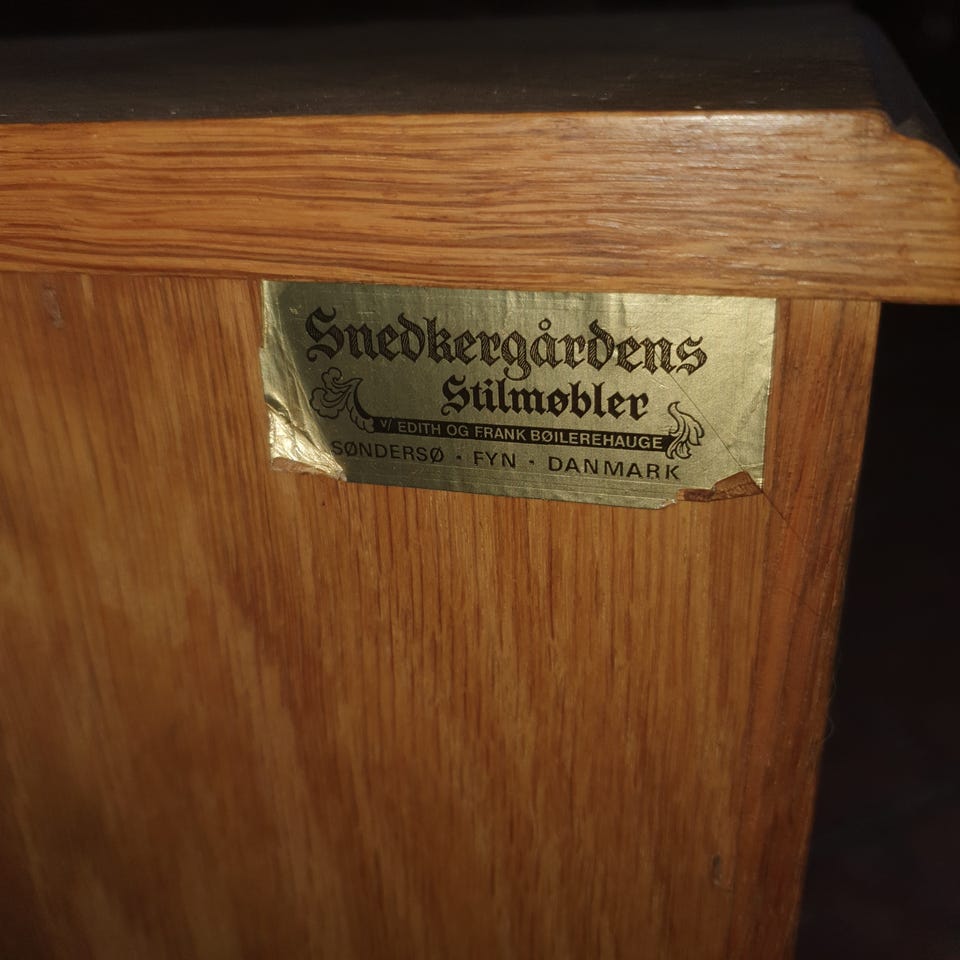 Snedkergårdens
Stilmøbler
v/ EDITH OG FRANK BØILEREHAUGE
SØNDERSØ · FYN · DANMARK